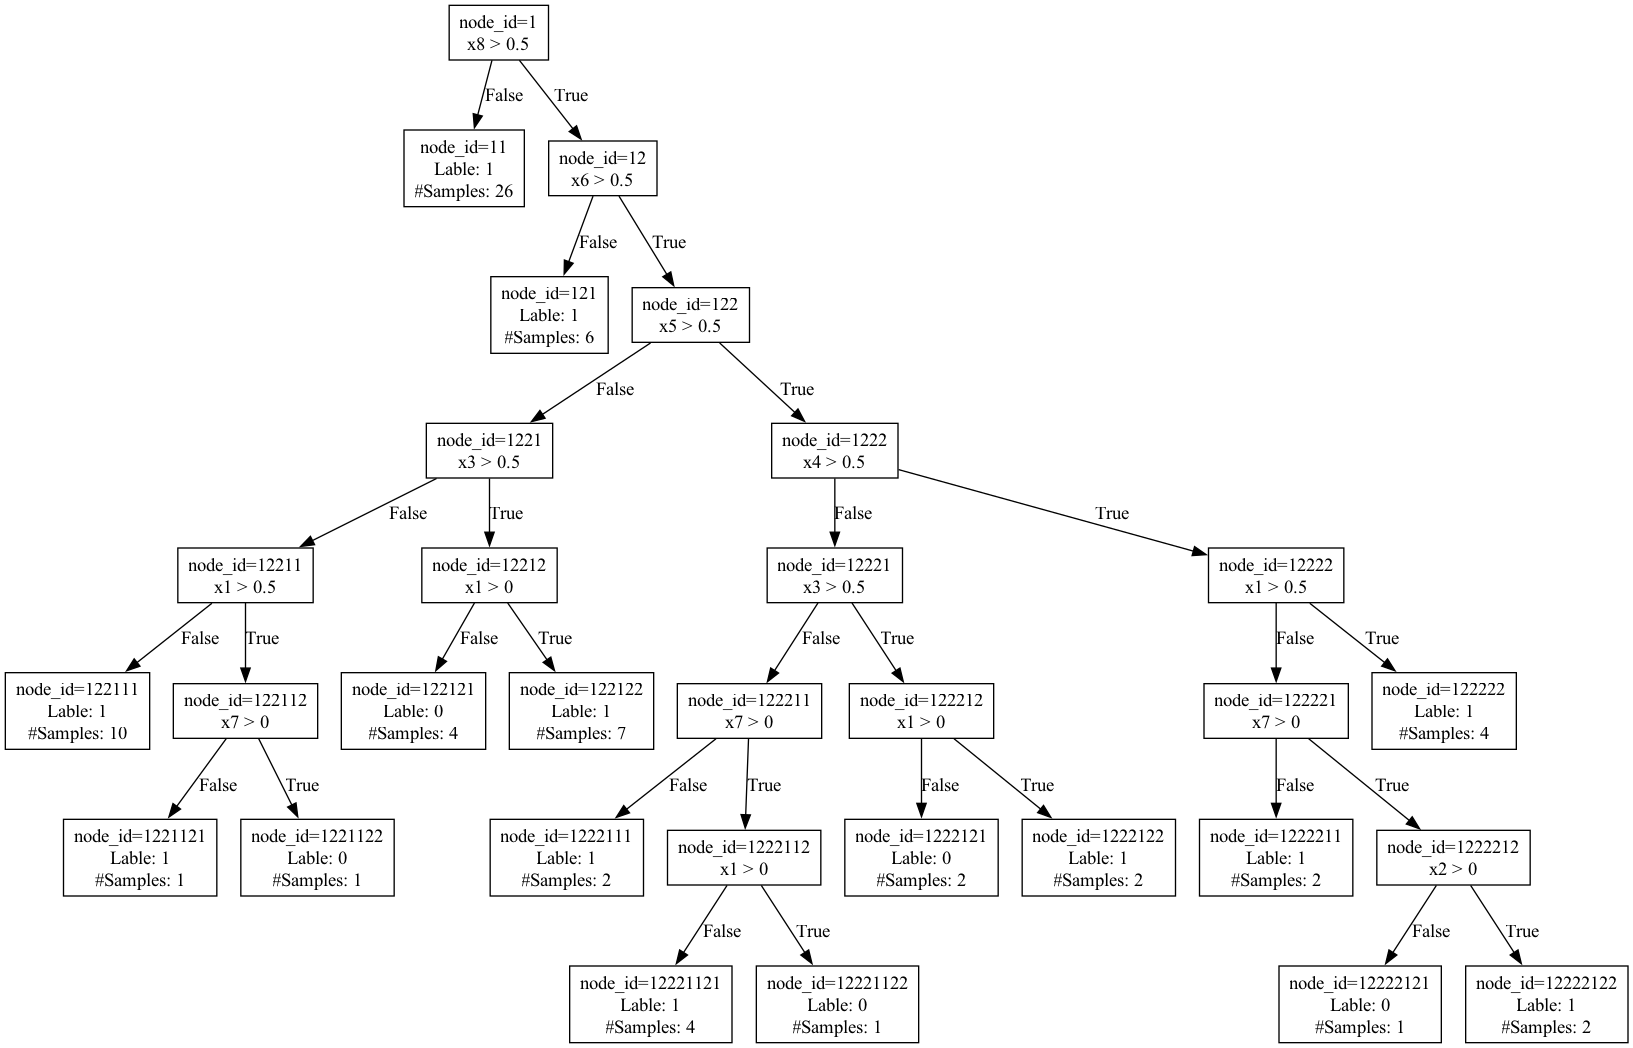 node_id=1
x8 > 0.5
False
True
node_id=11
Lable: 1
#Samples: 26
node_id=12
x6 > 0.5
False
True
node_id=121
Lable: 1
#Samples: 6
node_id=122
x5 > 0.5
False
True
node_id=1221
x3 > 0.5
node_id=1222
x4 > 0.5
False
True
False
True
node_id=12211
x1 > 0.5
node_id=12212
x1 > 0
node_id=12221
x3 > 0.5
node_id=12222
x1 > 0.5
False
True
False
True
False
True
False
True
node_id=122111
Lable: 1
#Samples: 10
node_id=122112
x7 > 0
node_id=122121
Lable: 0
#Samples: 4
node_id=122122
Lable: 1
#Samples: 7
node_id=122211
x7 > 0
node_id=122212
x1 > 0
node_id=122221
x7 > 0
node_id=122222
Lable: 1
#Samples: 4
False
True
False
True
False
True
False
True
node_id=1221121
Lable: 1
#Samples: 1
node_id=1221122
Lable: 0
#Samples: 1
node_id=1222111
Lable: 1
#Samples: 2
node_id=1222112
x1 > 0
node_id=1222121
Lable: 0
#Samples: 2
node_id=1222122
Lable: 1
#Samples: 2
node_id=1222211
Lable: 1
#Samples: 2
node_id=1222212
x2 > 0
False
True
False
True
node_id=12221121
Lable: 1
#Samples: 4
node_id=12221122
Lable: 0
#Samples: 1
node_id=12222121
Lable: 0
#Samples: 1
node_id=12222122
Lable: 1
#Samples: 2